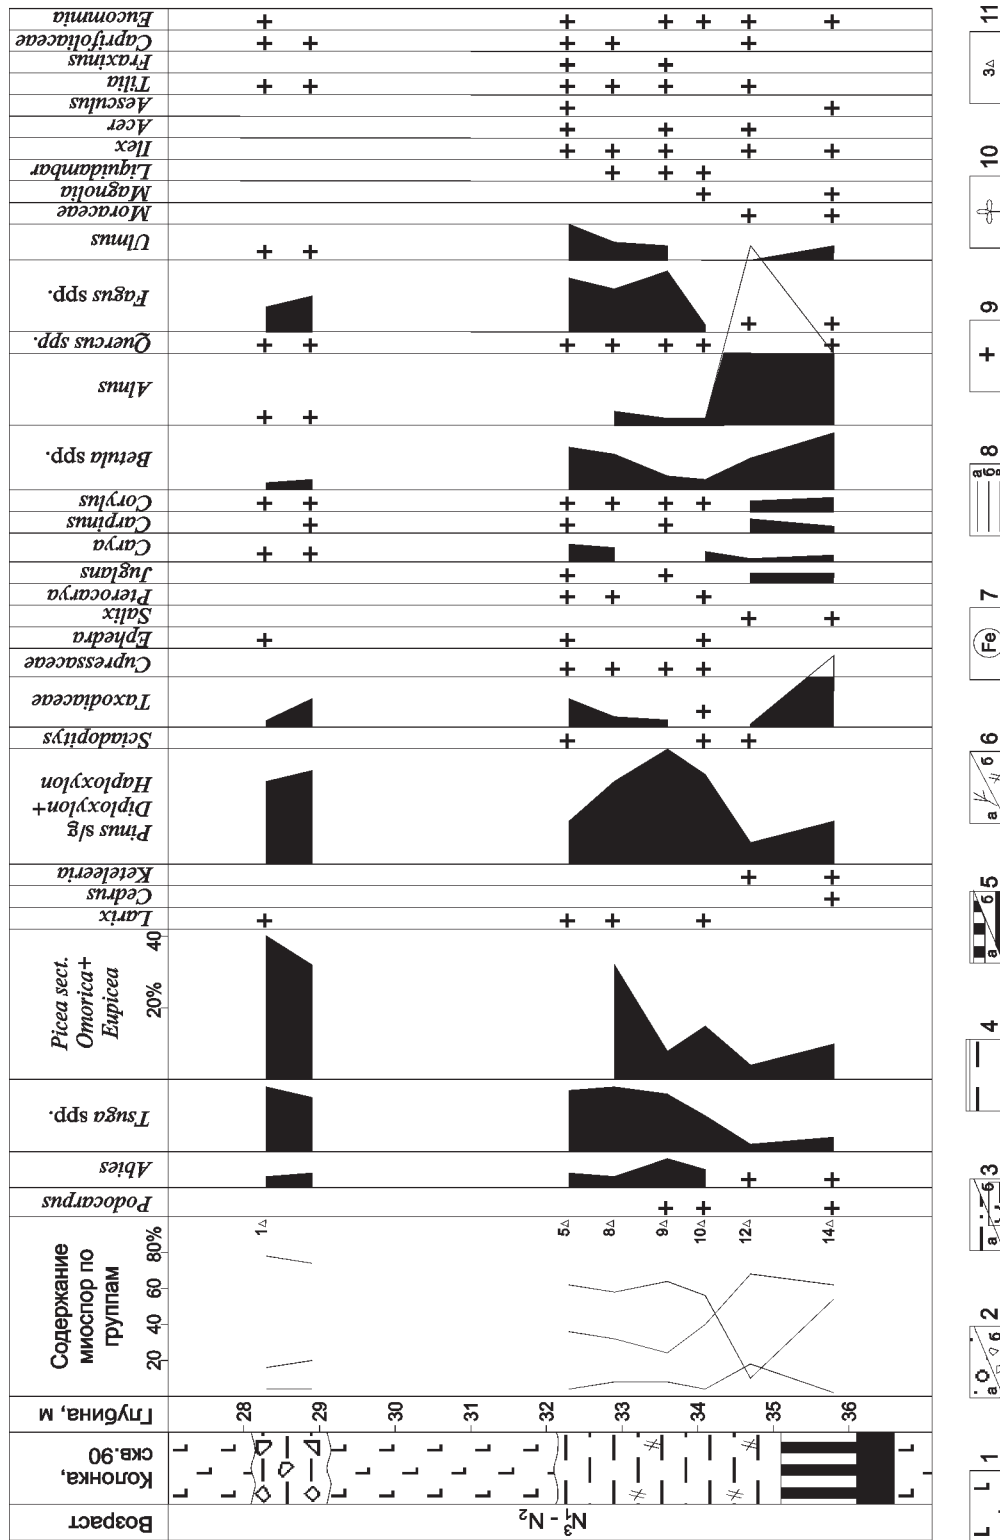 Возраст
Колонка,
скв.90
Глубина, м
Содержание
миоспор по
группам
Podocarpus
Abies
Tsuga spp.
Picea sect.
Omorica+
Eupicea
Larix
Cedrus
Keteleeria
Pinus s/g
Diploxylon+
Haploxylon
Sciadopitys
Taxodiaceae
Cupressaceae
Ephedra
Salix
Pterocarya
Juglans
Carya
Carpinus
Corylus
Betula spp.
Alnus
Quercus spp.
Fagus spp.
Ulmus
Moraceae
Magnolia
Liquidambar
Ilex
Acer
Aesculus
Tilia
Fraxinus
Caprifoliaceae
Eucommia
20 40 60 80%
20% 40
N₁³ - N₂
28
29
30
31
32
33
34
35
36
1△
5△
8△
9△
10△
12△
14△
L L 1
а б 2
а б 3
4
а б 5
а б 6
Fe 7
а б в 8
+ 9
10
3△ 11